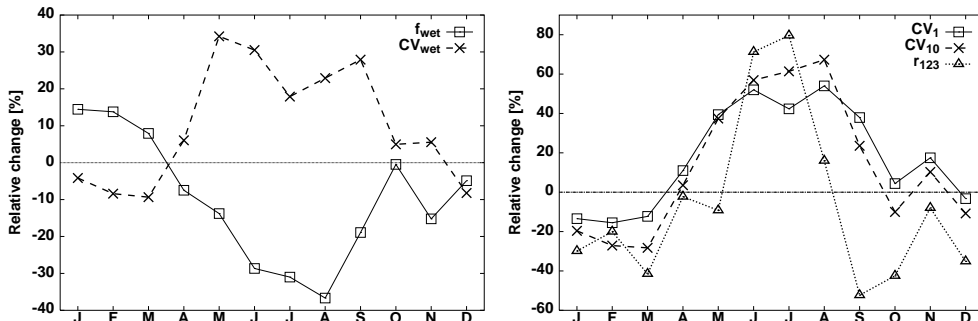 40
30
20
10
0
-10
-20
-30
-40
Relative change [%]
f_wet
CV_wet
J F M A M J J A S O N D
80
60
40
20
0
-20
-40
-60
Relative change [%]
CV_1
CV_10
r_123
J F M A M J J A S O N D